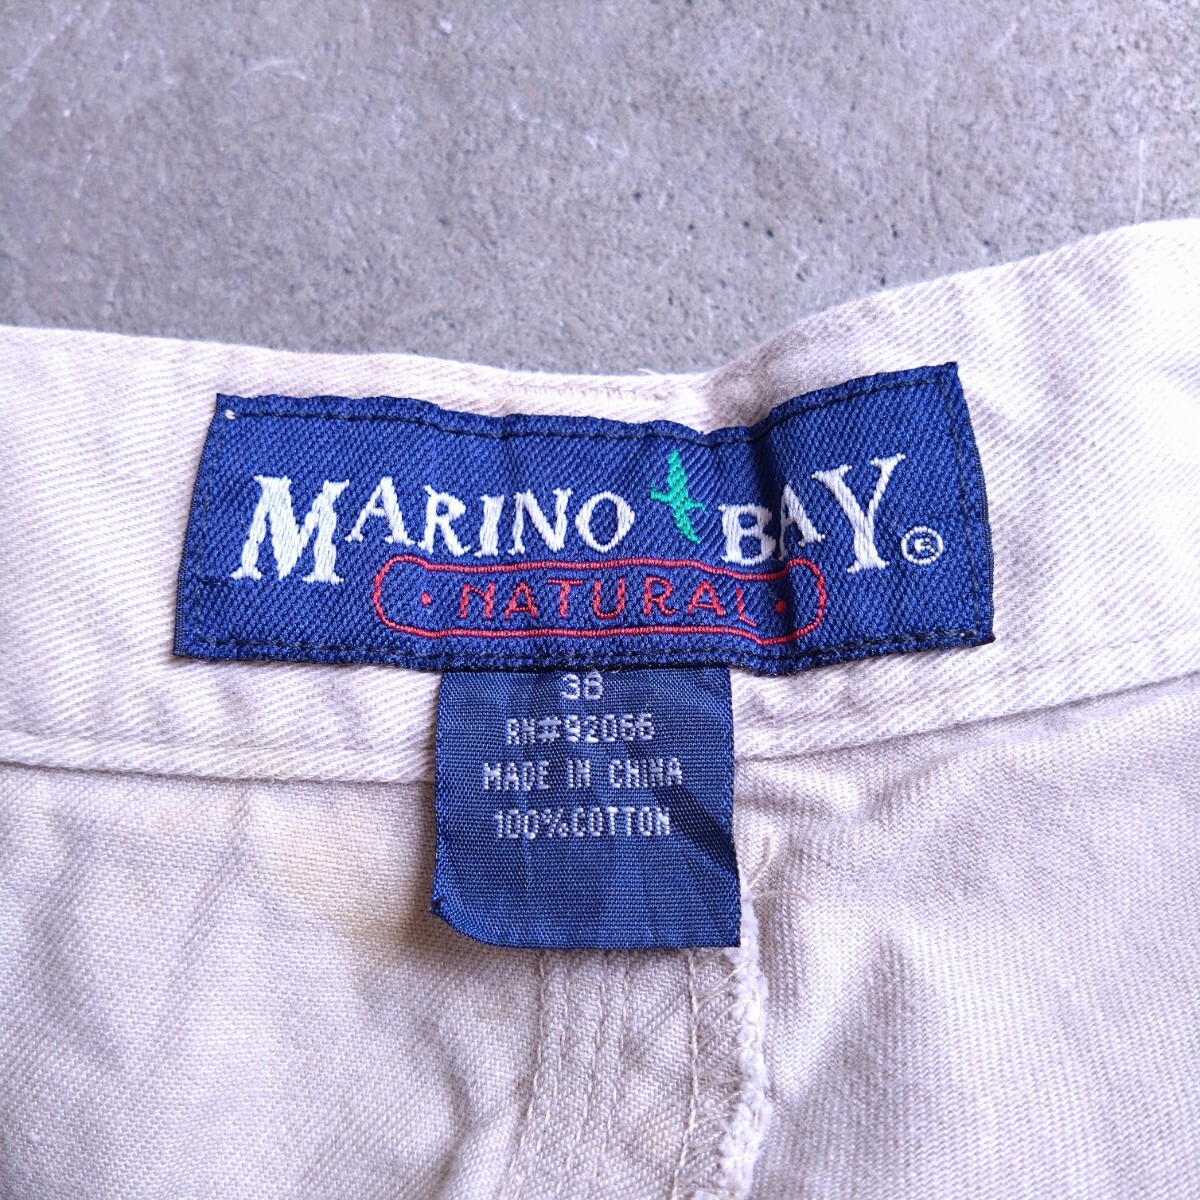 MARINO BAY ®
· NATURAL ·
36
RN#92066
MADE IN CHINA
100%COTTON